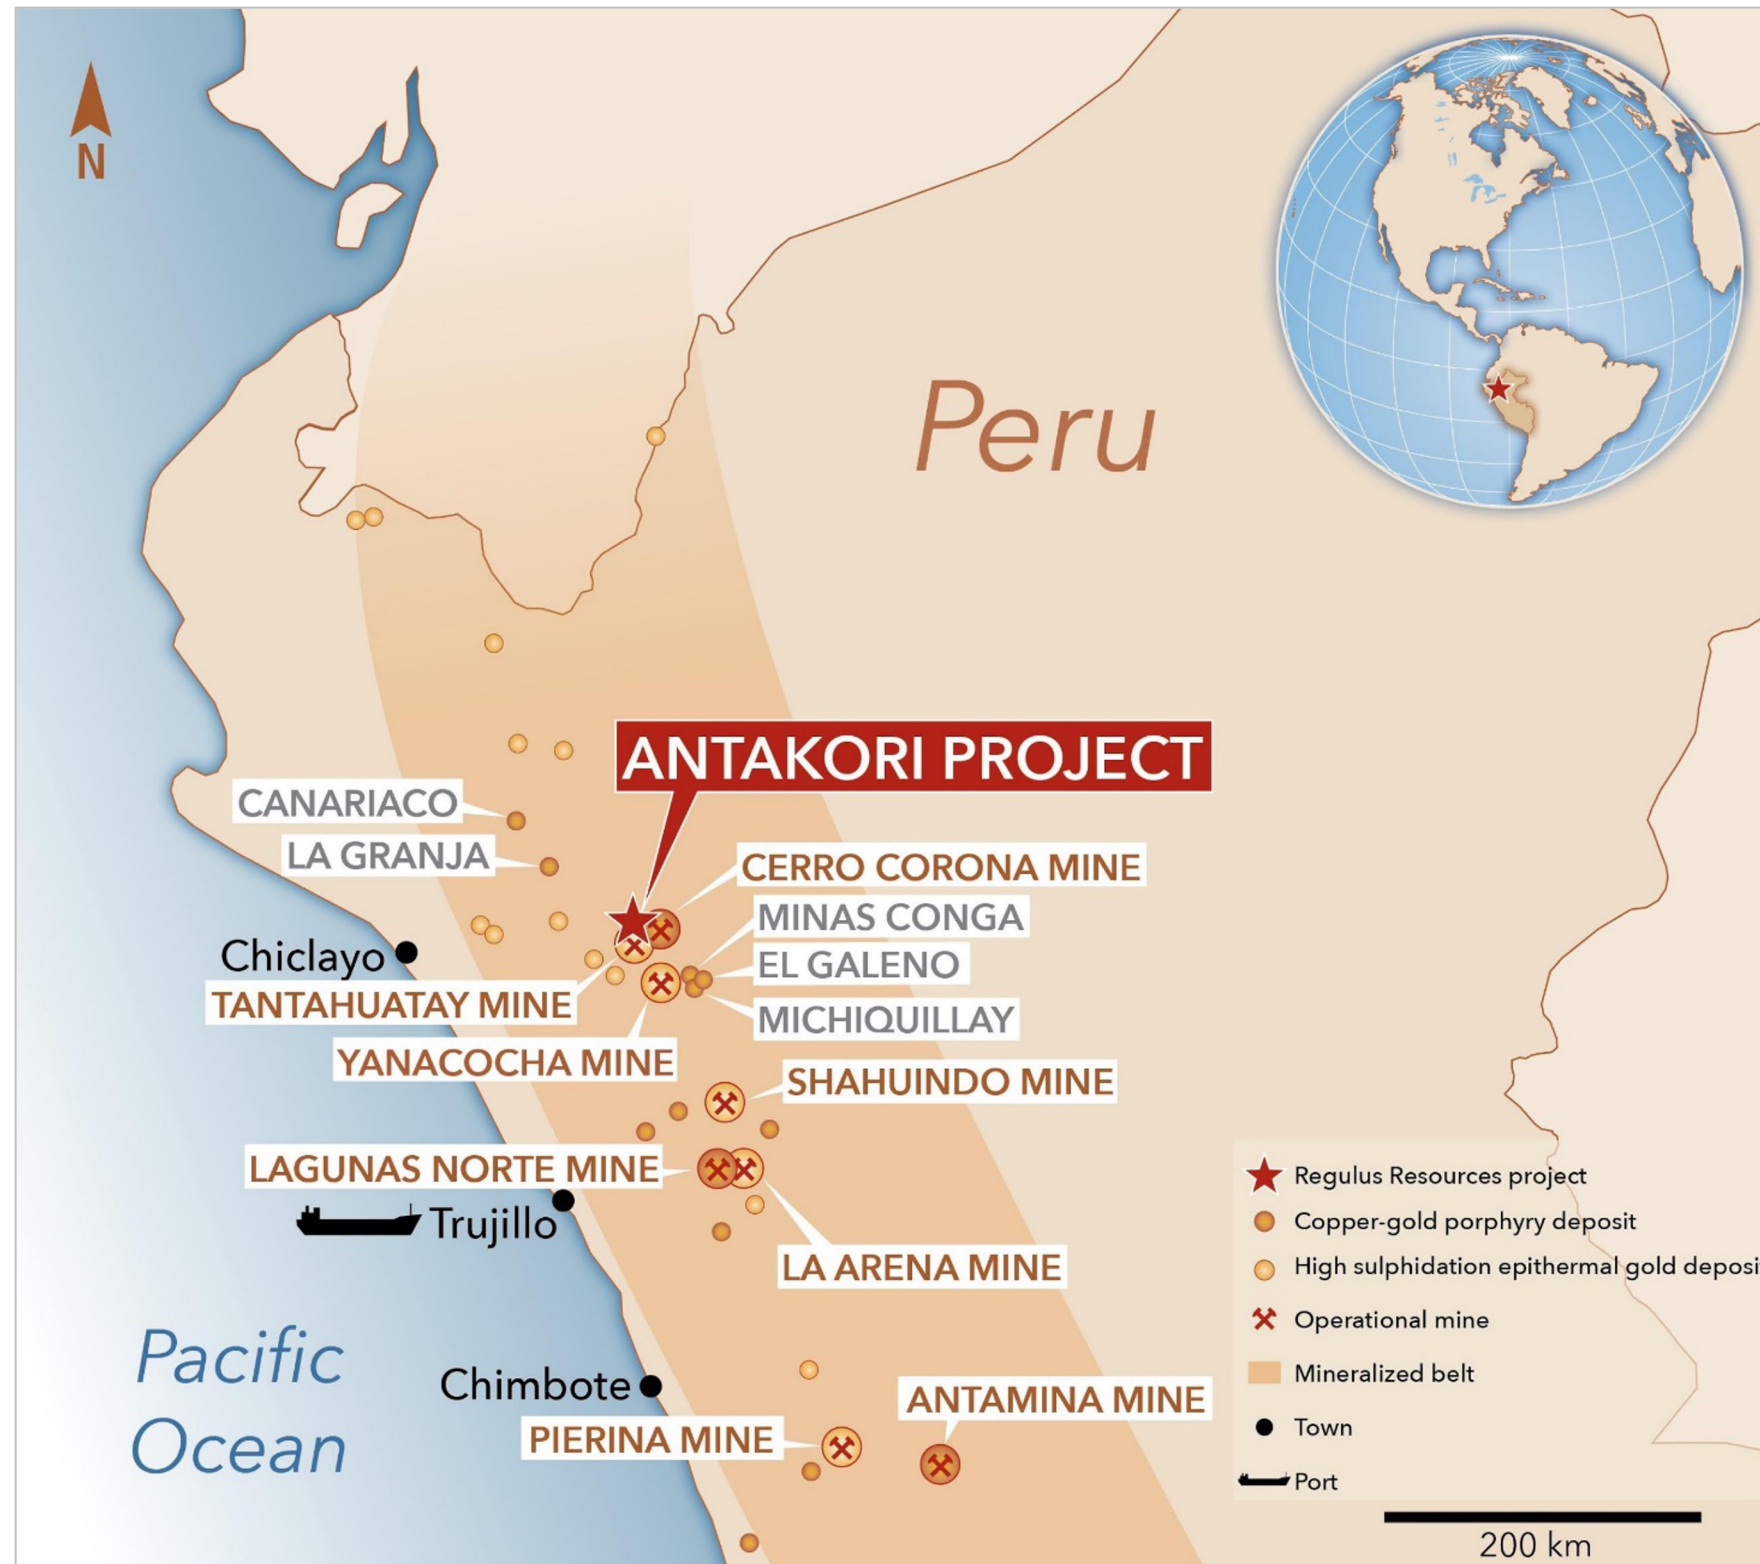 N
Peru
ANTAKORI PROJECT
CANARIACO
LA GRANJA
CERRO CORONA MINE
MINAS CONGA
EL GALENO
MICHIQUILLAY
Chiclayo
TANTAHUATAY MINE
YANACOCHA MINE
SHAHUINDO MINE
LAGUNAS NORTE MINE
Trujillo
LA ARENA MINE
Pacific
Ocean
Chimbote
PIERINA MINE
ANTAMINA MINE
Regulus Resources project
Copper-gold porphyry deposit
High sulphidation epithermal gold deposi
Operational mine
Mineralized belt
Town
Port
200 km